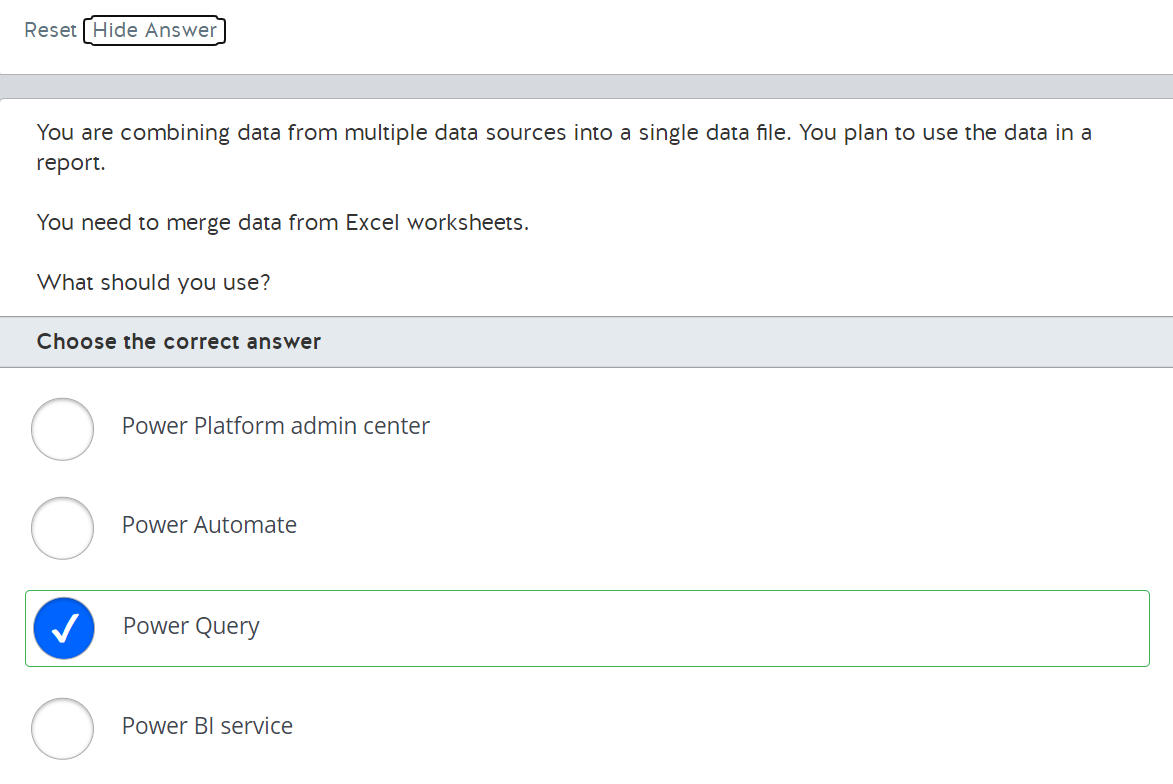 Reset Hide Answer
You are combining data from multiple data sources into a single data file. You plan to use the data in a
report.
You need to merge data from Excel worksheets.
What should you use?
Choose the correct answer
Power Platform admin center
Power Automate
Power Query
Power BI service